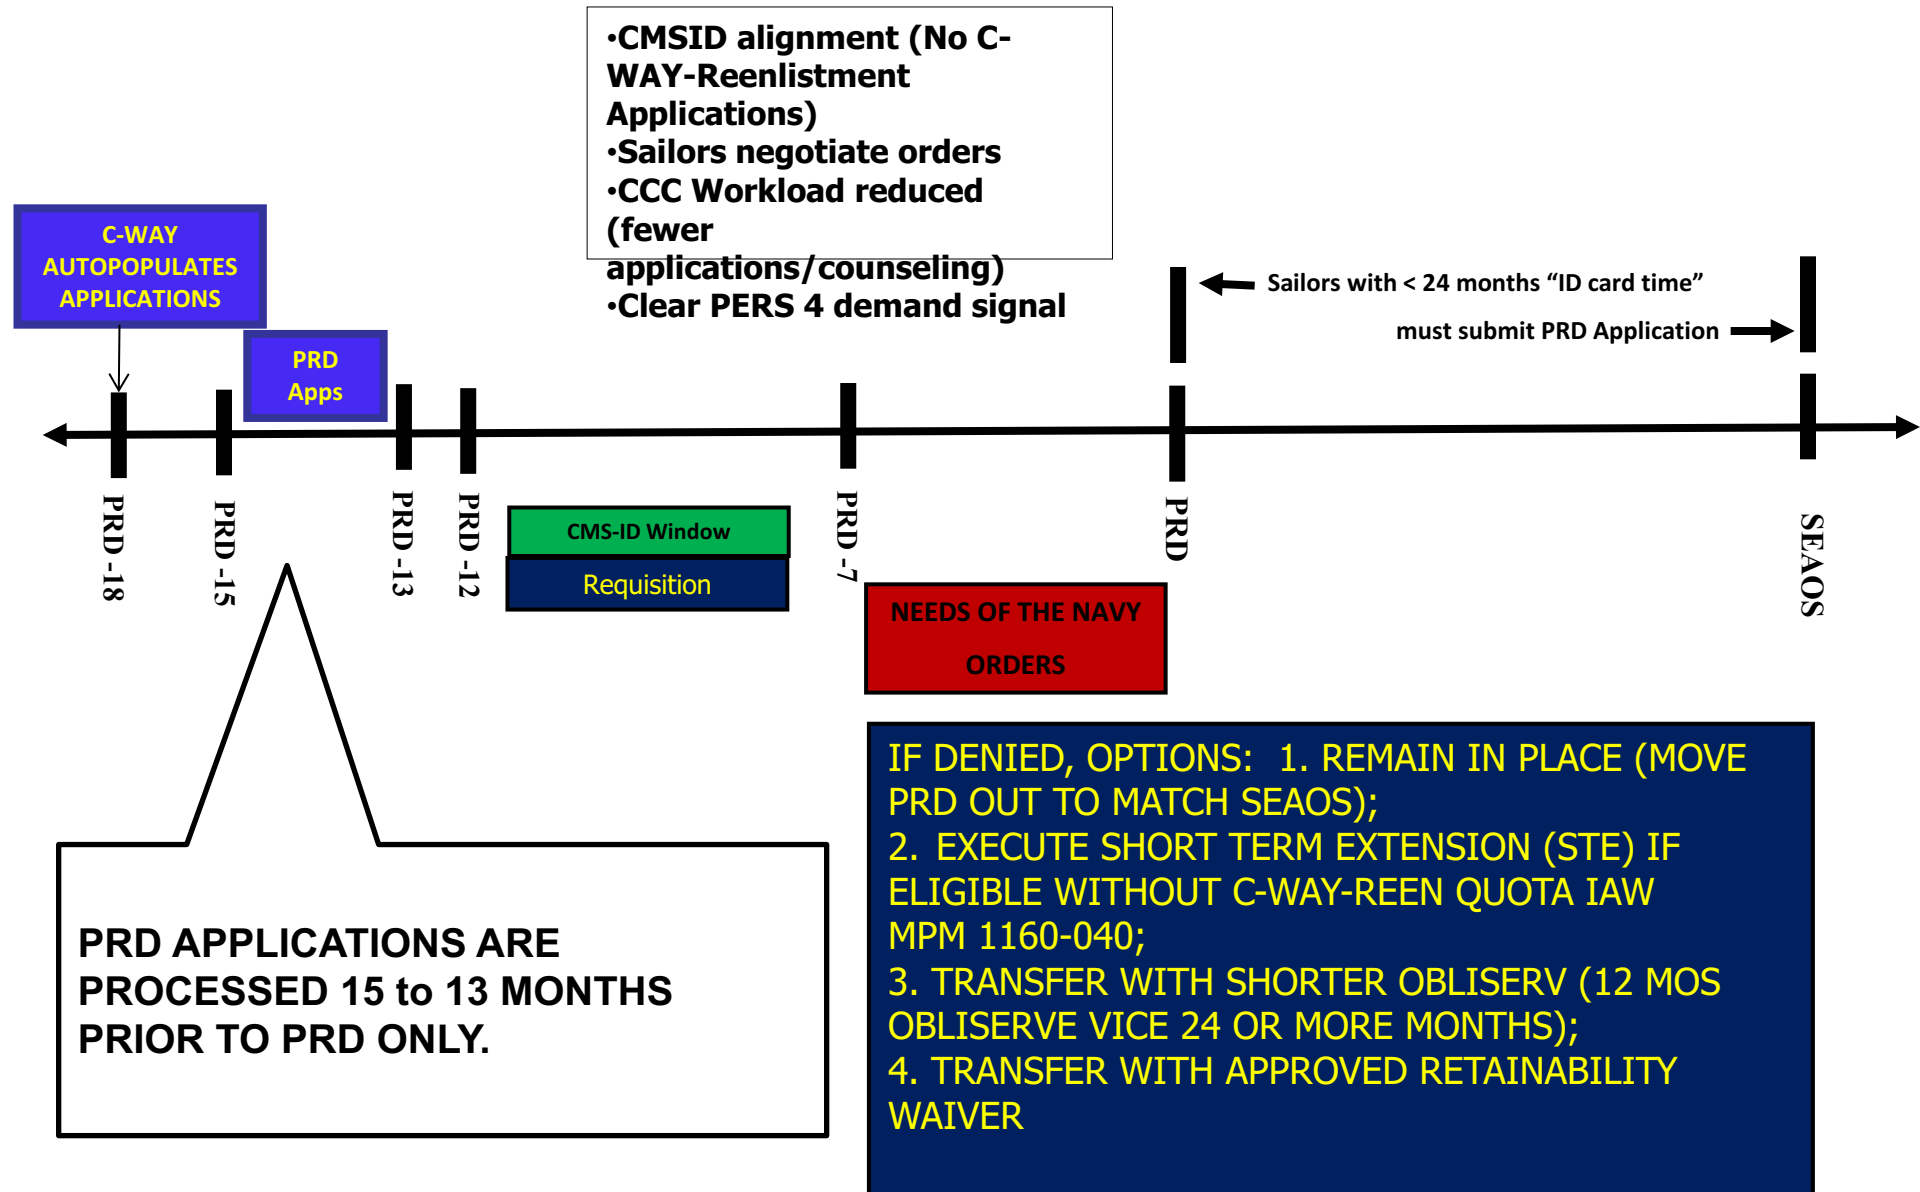 •CMSID alignment (No C-
WAY-Reenlistment
Applications)
•Sailors negotiate orders
•CCC Workload reduced
(fewer
applications/counseling)
•Clear PERS 4 demand signal
C-WAY
AUTOPOPULATES
APPLICATIONS
PRD
Apps
Sailors with < 24 months “ID card time”
must submit PRD Application
PRD -18
PRD -15
PRD -13
PRD -12
PRD -7
PRD
SEAOS
CMS-ID Window
Requisition
NEEDS OF THE NAVY
ORDERS
PRD APPLICATIONS ARE
PROCESSED 15 to 13 MONTHS
PRIOR TO PRD ONLY.
IF DENIED, OPTIONS: 1. REMAIN IN PLACE (MOVE
PRD OUT TO MATCH SEAOS);
2. EXECUTE SHORT TERM EXTENSION (STE) IF
ELIGIBLE WITHOUT C-WAY-REEN QUOTA IAW
MPM 1160-040;
3. TRANSFER WITH SHORTER OBLISERV (12 MOS
OBLISERVE VICE 24 OR MORE MONTHS);
4. TRANSFER WITH APPROVED RETAINABILITY
WAIVER